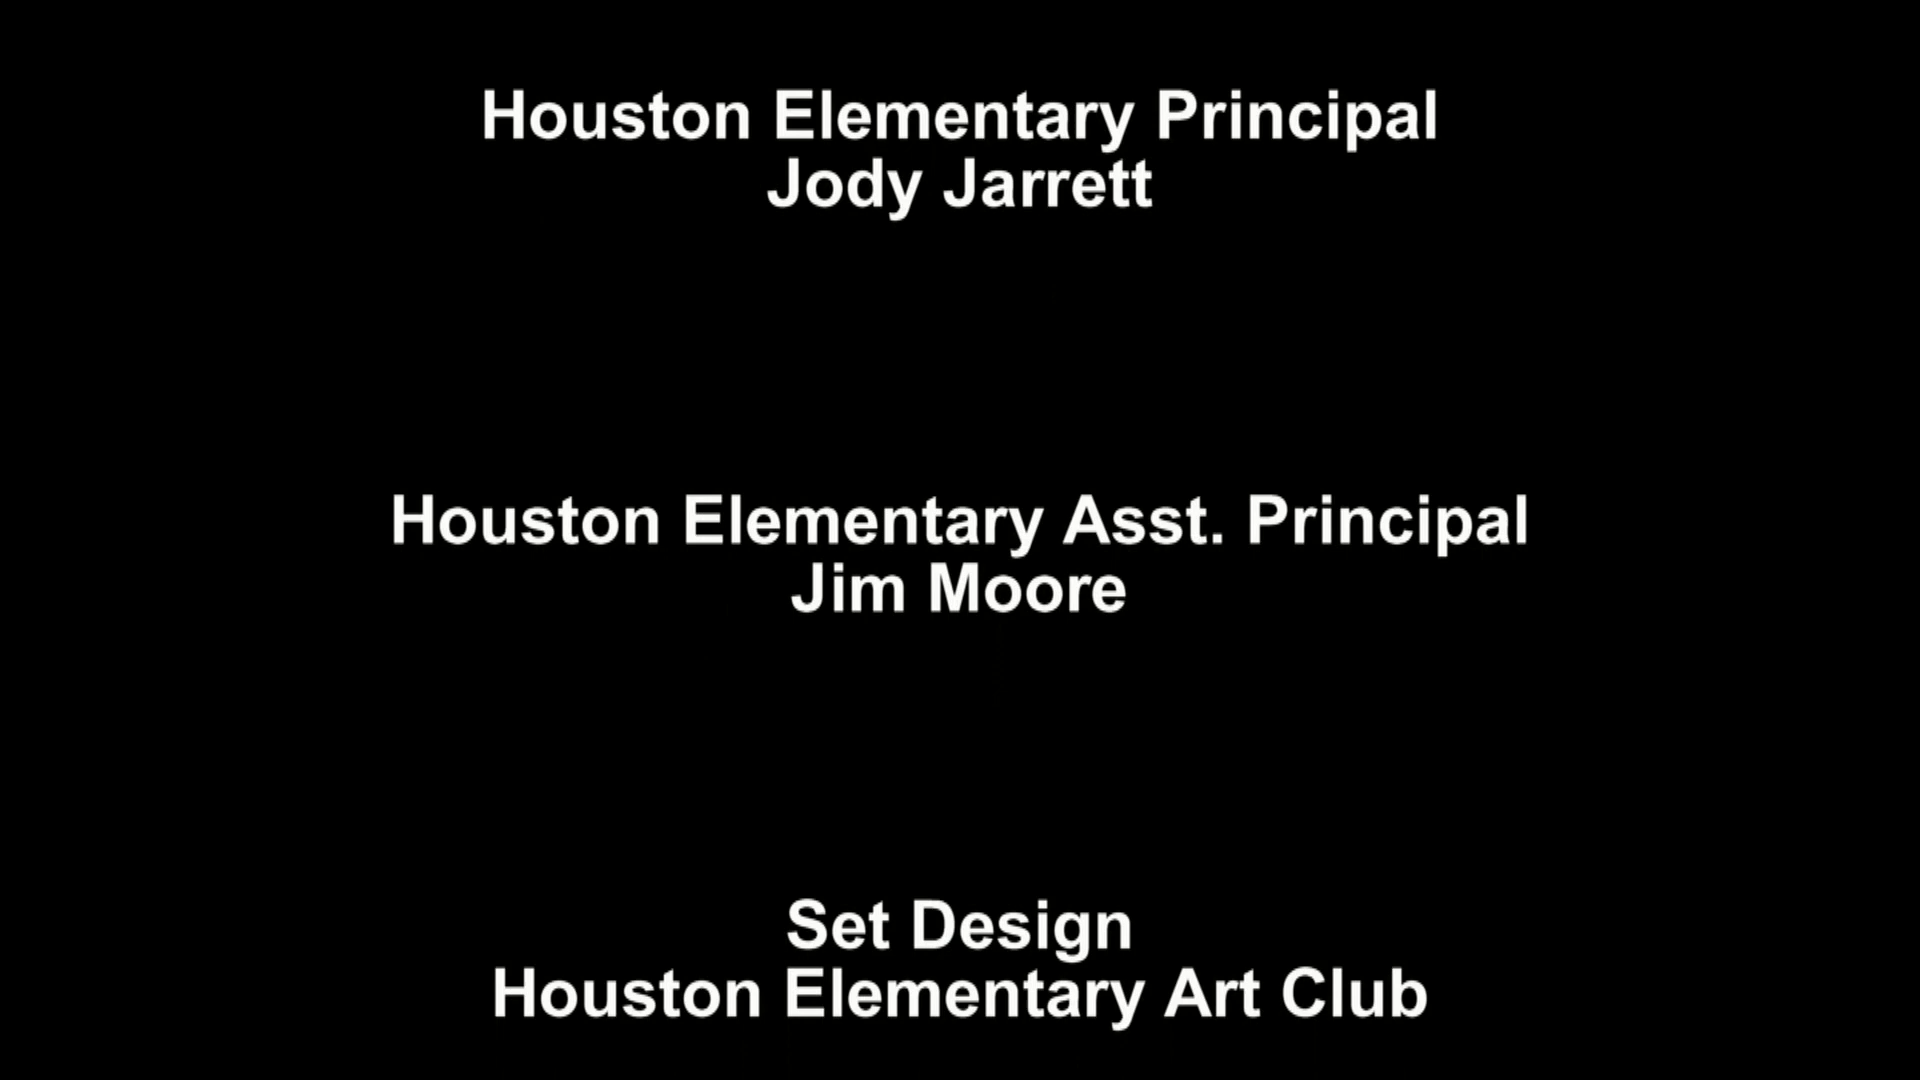 Houston Elementary Principal
Jody Jarrett
Houston Elementary Asst. Principal
Jim Moore
Set Design
Houston Elementary Art Club